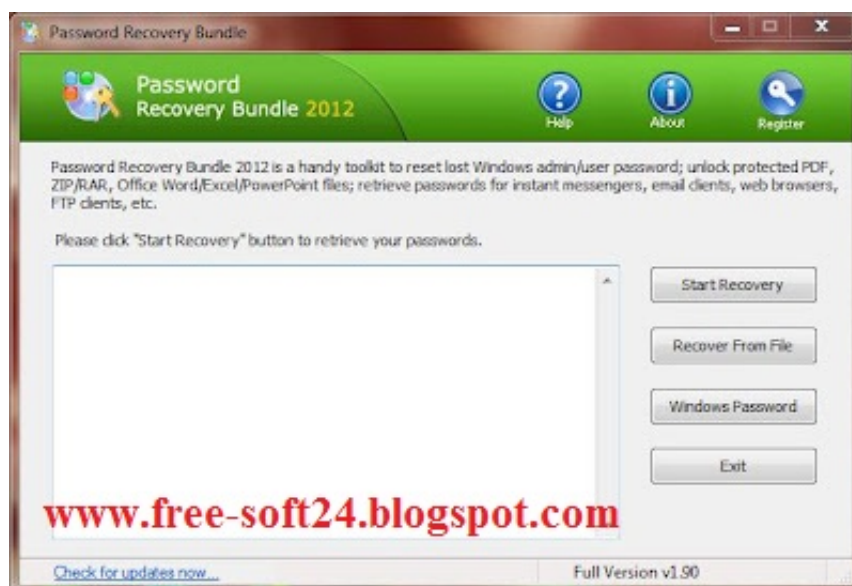 Password Recovery Bundle
Password
Recovery Bundle 2012
Help
About
Register
Password Recovery Bundle 2012 is a handy toolkit to reset lost Windows admin/user password; unlock protected PDF,
ZIP/RAR, Office Word/Excel/PowerPoint files; retrieve passwords for instant messengers, email clients, web browsers,
FTP clients, etc.
Please click "Start Recovery" button to retrieve your passwords.
Start Recovery
Recover From File
Windows Password
Exit
www.free-soft24.blogspot.com
Check for updates now...
Full Version v1.90